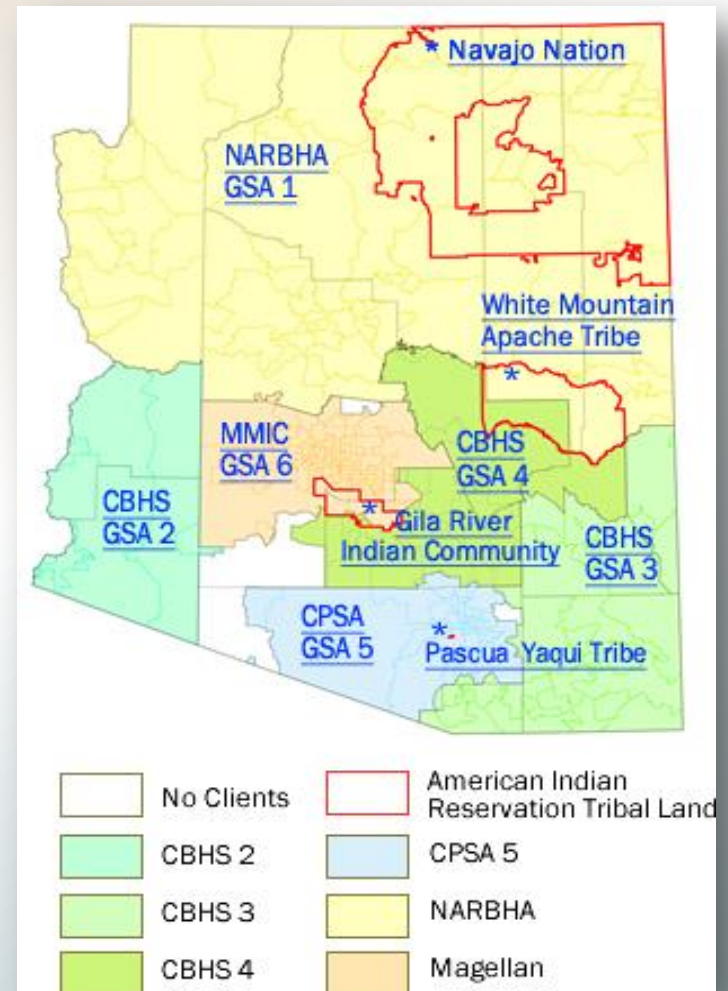 * Navajo Nation
NARBHA
GSA 1
White Mountain
Apache Tribe
*
MMIC
GSA 6
CBHS
GSA 4
CBHS
GSA 2
*
Gila River
Indian Community
CBHS
GSA 3
CPSA
GSA 5
*
Pascua Yaqui Tribe
No Clients
American Indian
Reservation Tribal Land
CBHS 2
CPSA 5
CBHS 3
NARBHA
CBHS 4
Magellan